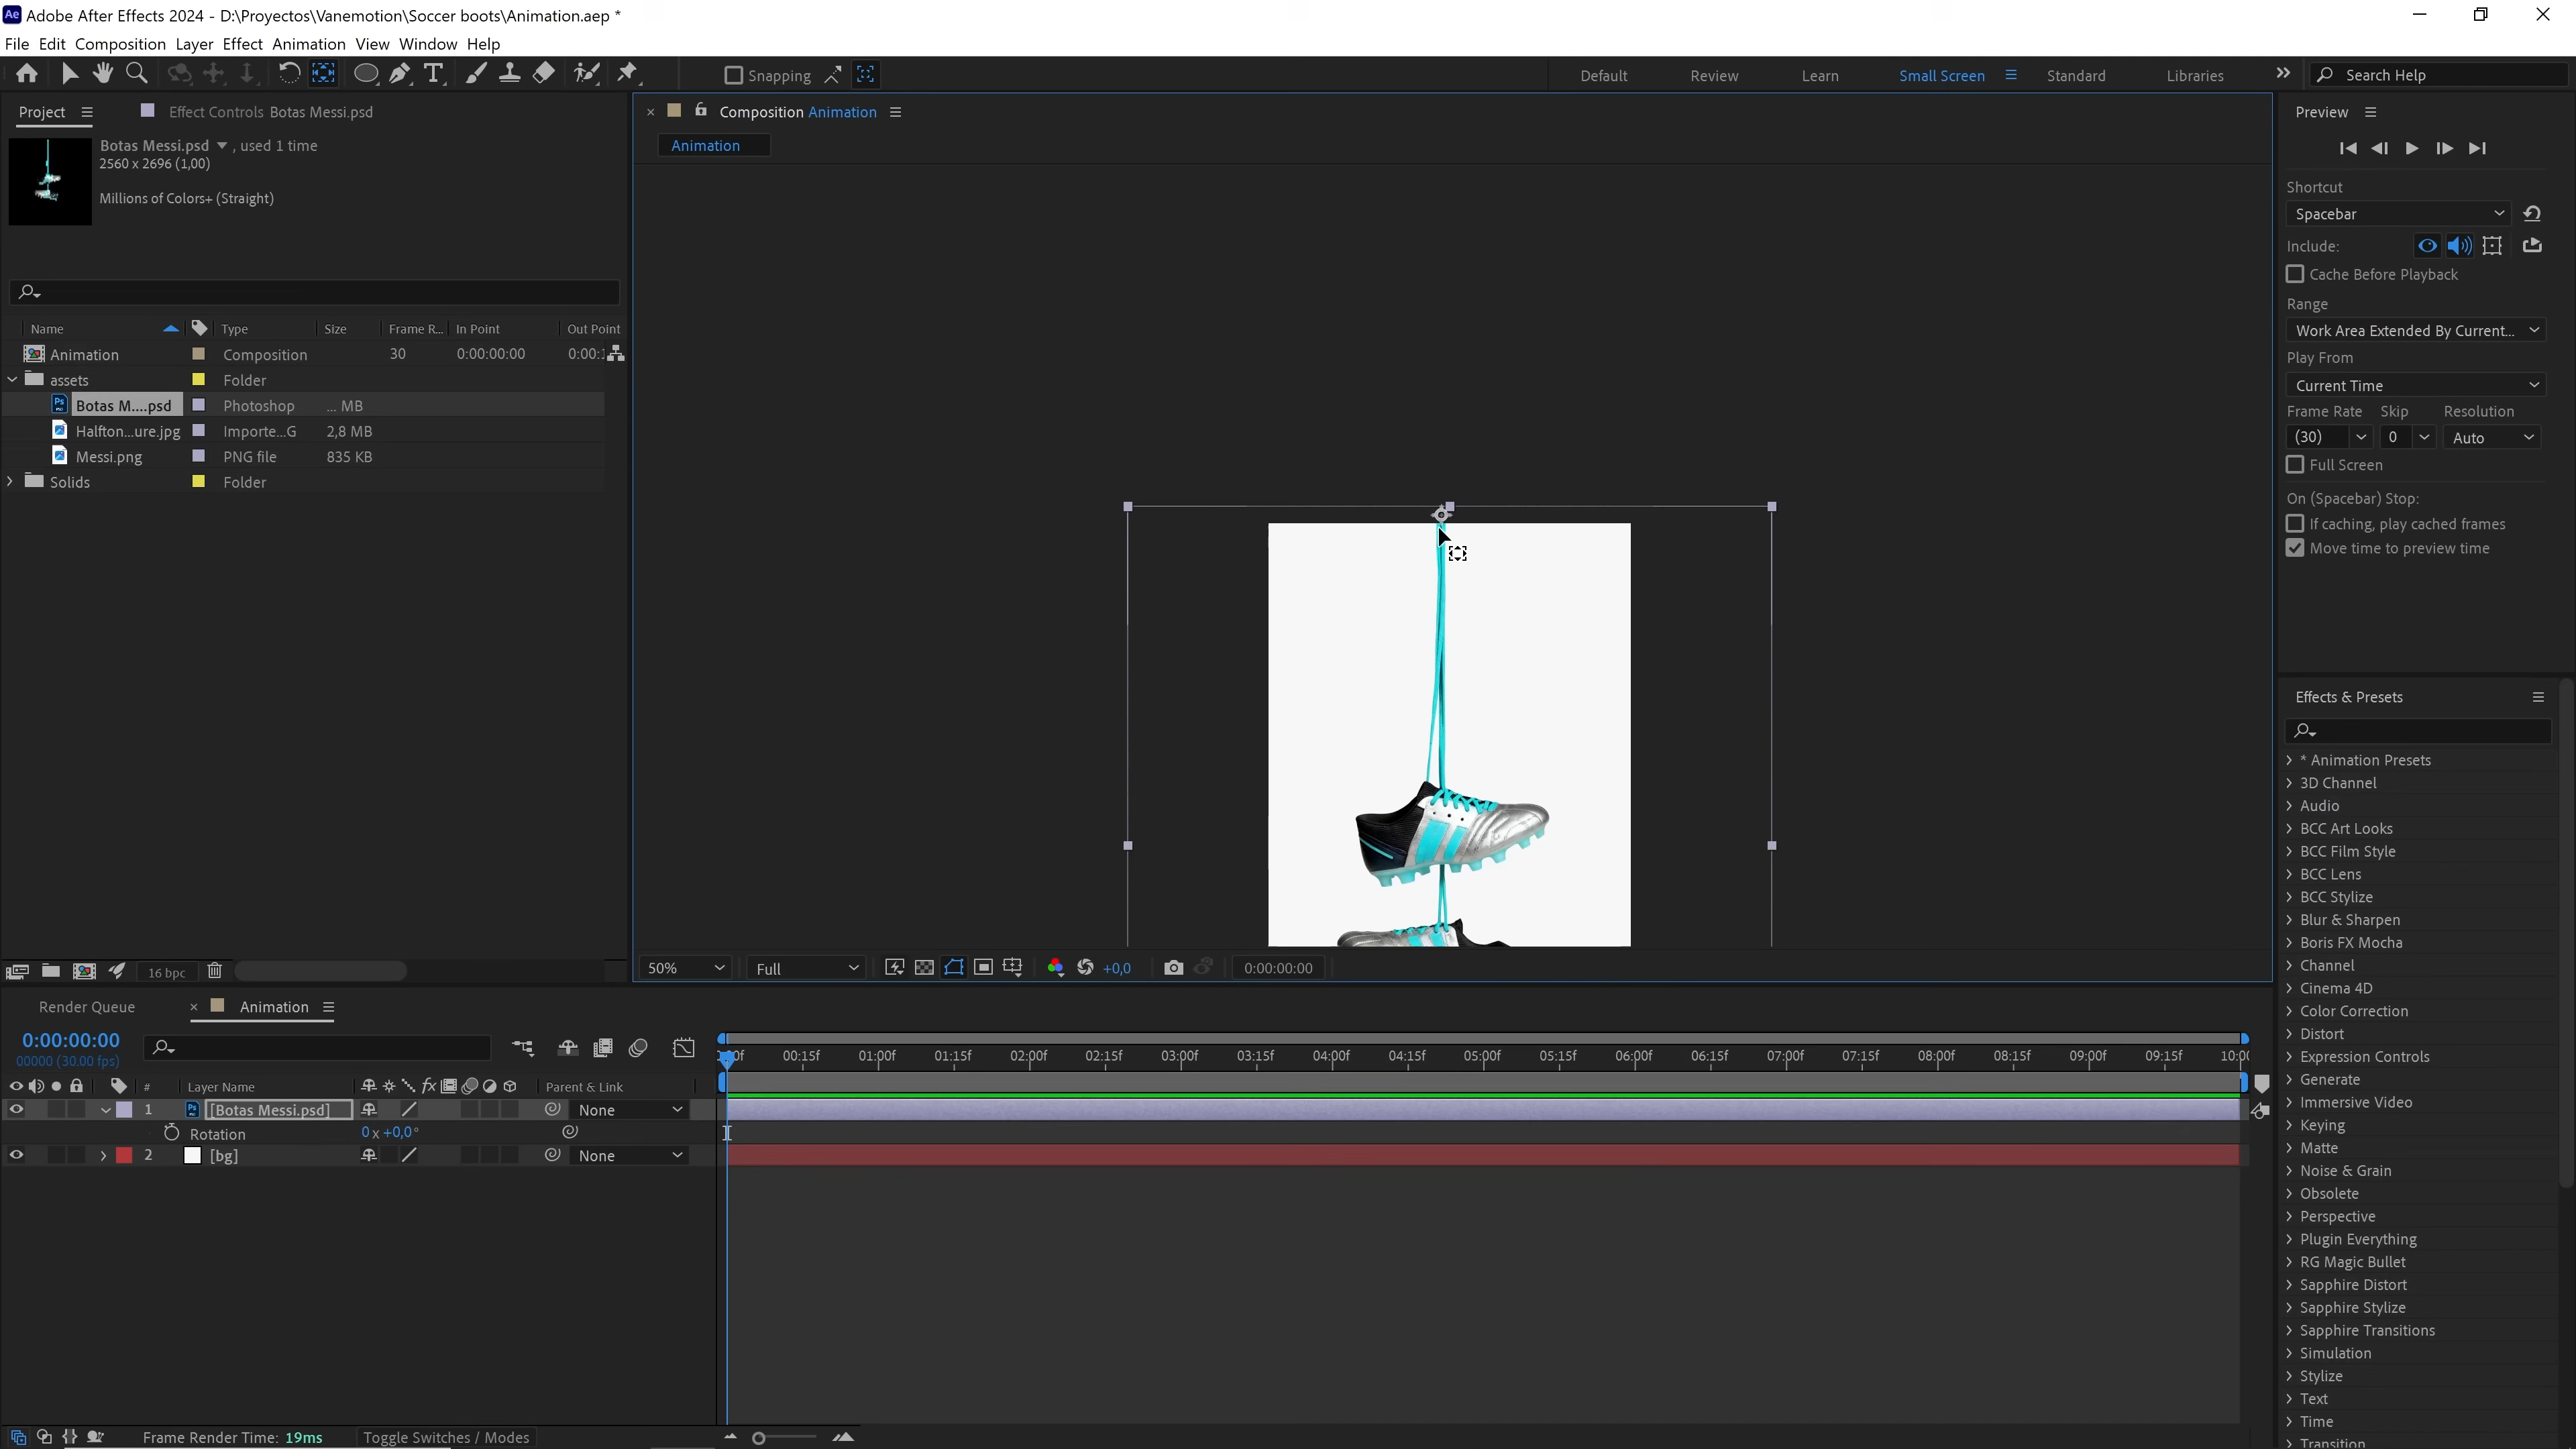 Adobe After Effects 2024 - D:\Proyectos\Vanemotion\Soccer boots\Animation.aep *
File Edit Composition Layer Effect Animation View Window Help
Snapping
Default Review Learn Small Screen Standard Libraries Search Help
Project Effect Controls Botas Messi.psd
Botas Messi.psd , used 1 time
2560 x 2696 (1,00)
Millions of Colors+ (Straight)
Name Type Size Frame R... In Point Out Point
Animation Composition 30 0:00:00:00 0:00:1
assets Folder
Botas M....psd Photoshop ... MB
Halfton...ure.jpg Importe...G 2,8 MB
Messi.png PNG file 835 KB
Solids Folder
16 bpc
Composition Animation
Animation
50% Full +0,0 0:00:00:00
Preview
Shortcut
Spacebar
Include:
Cache Before Playback
Range
Work Area Extended By Current...
Play From
Current Time
Frame Rate Skip Resolution
(30) 0 Auto
Full Screen
On (Spacebar) Stop:
If caching, play cached frames
Move time to preview time
Effects & Presets
* Animation Presets
3D Channel
Audio
BCC Art Looks
BCC Film Style
BCC Lens
BCC Stylize
Blur & Sharpen
Boris FX Mocha
Channel
Cinema 4D
Color Correction
Distort
Expression Controls
Generate
Immersive Video
Keying
Matte
Noise & Grain
Obsolete
Perspective
Plugin Everything
RG Magic Bullet
Sapphire Distort
Sapphire Stylize
Sapphire Transitions
Simulation
Stylize
Text
Time
Transition
Render Queue Animation
0:00:00:00
00000 (30.00 fps)
00:15f 01:00f 01:15f 02:00f 02:15f 03:00f 03:15f 04:00f 04:15f 05:00f 05:15f 06:00f 06:15f 07:00f 07:15f 08:00f 08:15f 09:00f 09:15f 10:00f
# Layer Name fx Parent & Link
1 [Botas Messi.psd] None
Rotation 0x+0,0°
2 [bg] None
Frame Render Time: 19ms Toggle Switches / Modes